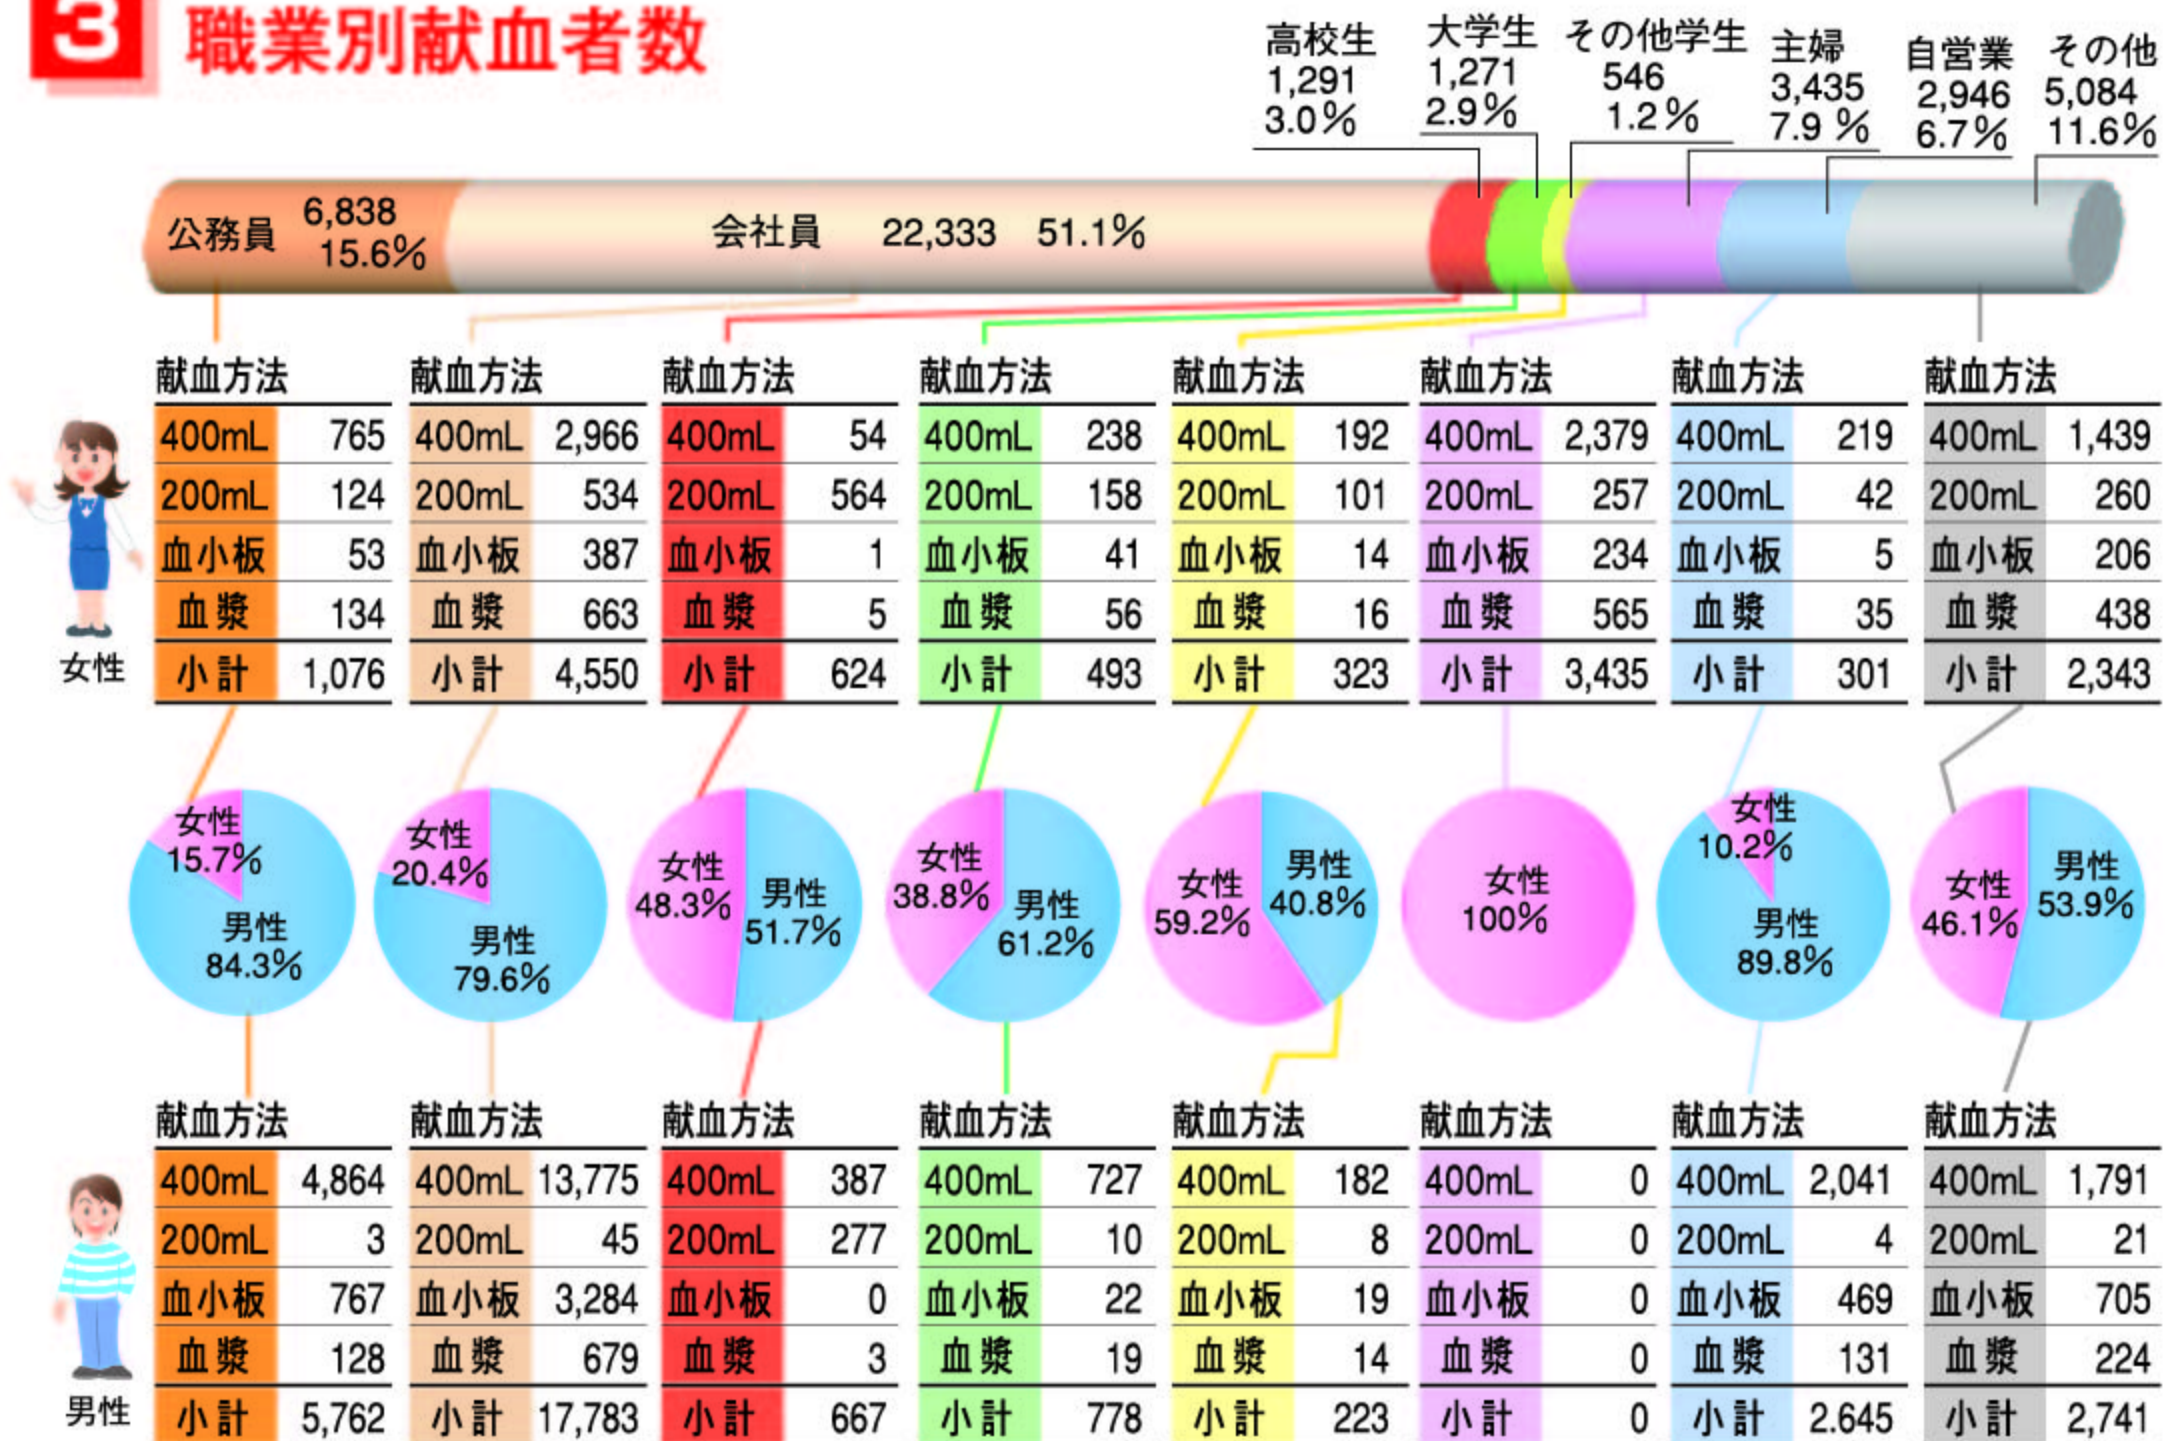 3 職業別献血者数
高校生 大学生 その他学生 主婦 自営業 その他
1,291 1,271 546 3,435 2,946 5,084
3.0% 2.9% 1.2% 7.9 % 6.7% 11.6%
公務員 6,838 15.6% 会社員 22,333 51.1%
献血方法 献血方法 献血方法 献血方法 献血方法 献血方法 献血方法 献血方法
400mL 765 400mL 2,966 400mL 54 400mL 238 400mL 192 400mL 2,379 400mL 219 400mL 1,439
200mL 124 200mL 534 200mL 564 200mL 158 200mL 101 200mL 257 200mL 42 200mL 260
血小板 53 血小板 387 血小板 1 血小板 41 血小板 14 血小板 234 血小板 5 血小板 206
血漿 134 血漿 663 血漿 5 血漿 56 血漿 16 血漿 565 血漿 35 血漿 438
女性 小計 1,076 小計 4,550 小計 624 小計 493 小計 323 小計 3,435 小計 301 小計 2,343
女性 15.7% 男性 84.3%
女性 20.4% 男性 79.6%
女性 48.3% 男性 51.7%
女性 38.8% 男性 61.2%
女性 59.2% 男性 40.8%
女性 100%
女性 10.2% 男性 89.8%
女性 46.1% 男性 53.9%
献血方法 献血方法 献血方法 献血方法 献血方法 献血方法 献血方法 献血方法
400mL 4,864 400mL 13,775 400mL 387 400mL 727 400mL 182 400mL 0 400mL 2,041 400mL 1,791
200mL 3 200mL 45 200mL 277 200mL 10 200mL 8 200mL 0 200mL 4 200mL 21
血小板 767 血小板 3,284 血小板 0 血小板 22 血小板 19 血小板 0 血小板 469 血小板 705
血漿 128 血漿 679 血漿 3 血漿 19 血漿 14 血漿 0 血漿 131 血漿 224
男性 小計 5,762 小計 17,783 小計 667 小計 778 小計 223 小計 0 小計 2.645 小計 2,741